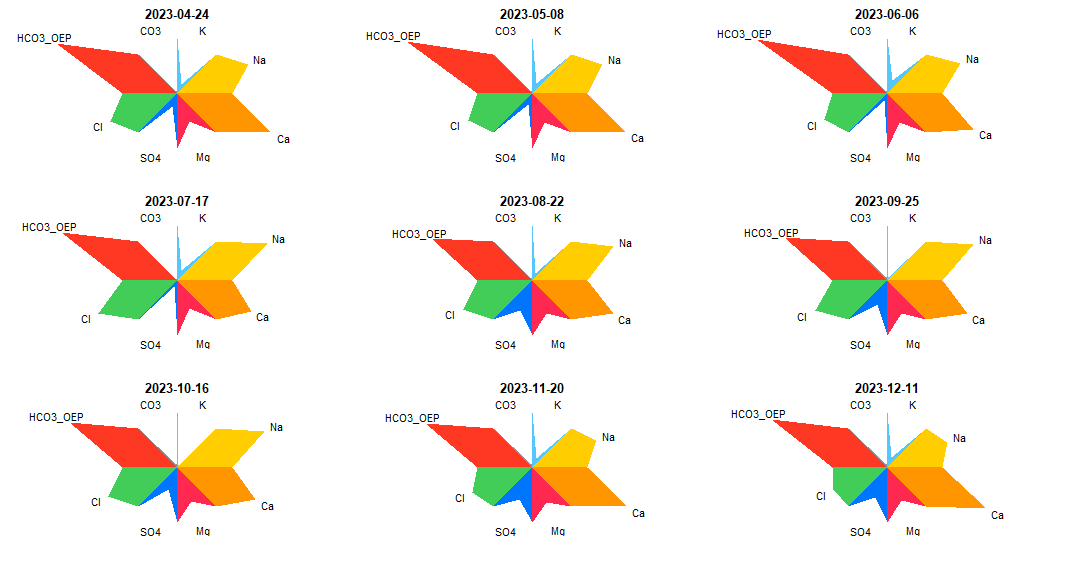 2023-04-24
2023-05-08
2023-06-06
CO3 K
CO3 K
CO3 K
HCO3_OEP
HCO3_OEP
HCO3_OEP
Na
Na
Na
Cl
Cl
Cl
Ca
Ca
Ca
SO4 Mg
SO4 Mg
SO4 Mg
2023-07-17
2023-08-22
2023-09-25
CO3 K
CO3 K
CO3 K
HCO3_OEP
HCO3_OEP
HCO3_OEP
Na
Na
Na
Cl
Cl
Cl
Ca
Ca
Ca
SO4 Mg
SO4 Mg
SO4 Mg
2023-10-16
2023-11-20
2023-12-11
CO3 K
CO3 K
CO3 K
HCO3_OEP
HCO3_OEP
HCO3_OEP
Na
Na
Na
Cl
Cl
Cl
Ca
Ca
Ca
SO4 Mg
SO4 Mg
SO4 Mg